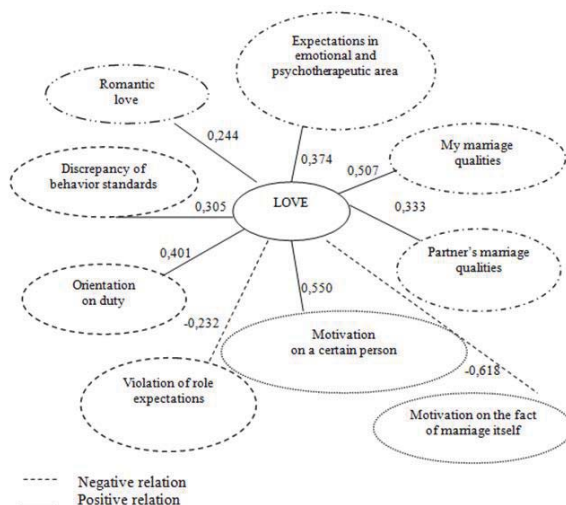 Expectations in
emotional and
psychotherapeutic area
Romantic
love
0,244
0,374
My marriage
qualities
0,507
Discrepancy of
behavior standards
0,305
LOVE
0,333
Partner's marriage
qualities
0,401
Orientation
on duty
0,550
-0,232
Motivation
on a certain person
-0,618
Violation of role
expectations
Motivation on the fact
of marriage itself
Negative relation
Positive relation